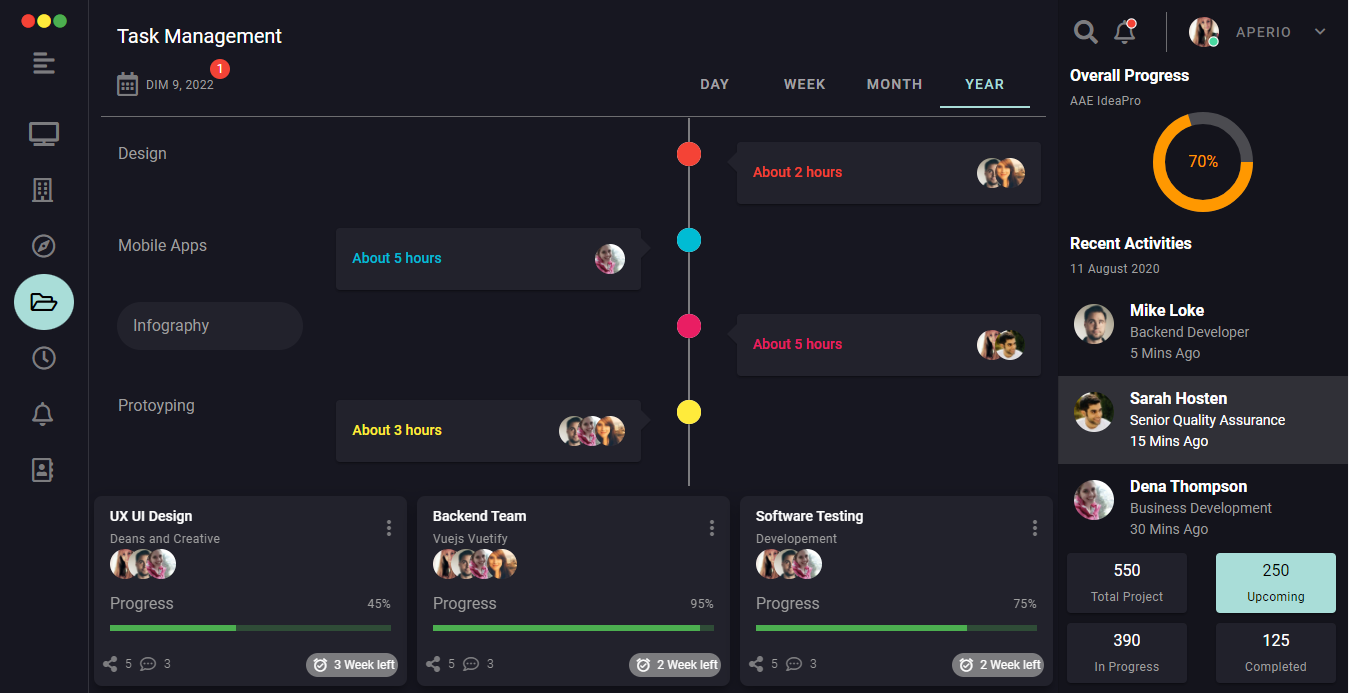 Task Management
1
DIM 9, 2022
DAY WEEK MONTH YEAR
Design
About 2 hours
Mobile Apps
About 5 hours
Infography
About 5 hours
Protoyping
About 3 hours
UX UI Design
Deans and Creative
Progress 45%
5 3 3 Week left
Backend Team
Vuejs Vuetify
Progress 95%
5 3 2 Week left
Software Testing
Developement
Progress 75%
5 3 2 Week left
APERIO
Overall Progress
AAE IdeaPro
70%
Recent Activities
11 August 2020
Mike Loke
Backend Developer
5 Mins Ago
Sarah Hosten
Senior Quality Assurance
15 Mins Ago
Dena Thompson
Business Development
30 Mins Ago
550
Total Project
250
Upcoming
390
In Progress
125
Completed